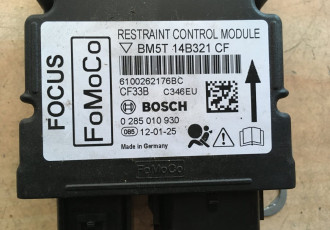 RESTRAINT CONTROL MODULE
BM5T 14B321 CF
FOCUS
FoMoCo
6100262176BC
CF33B C346EU
BOSCH
0 285 010 930
085 12-01-25
Made in Germany
FoMoCo